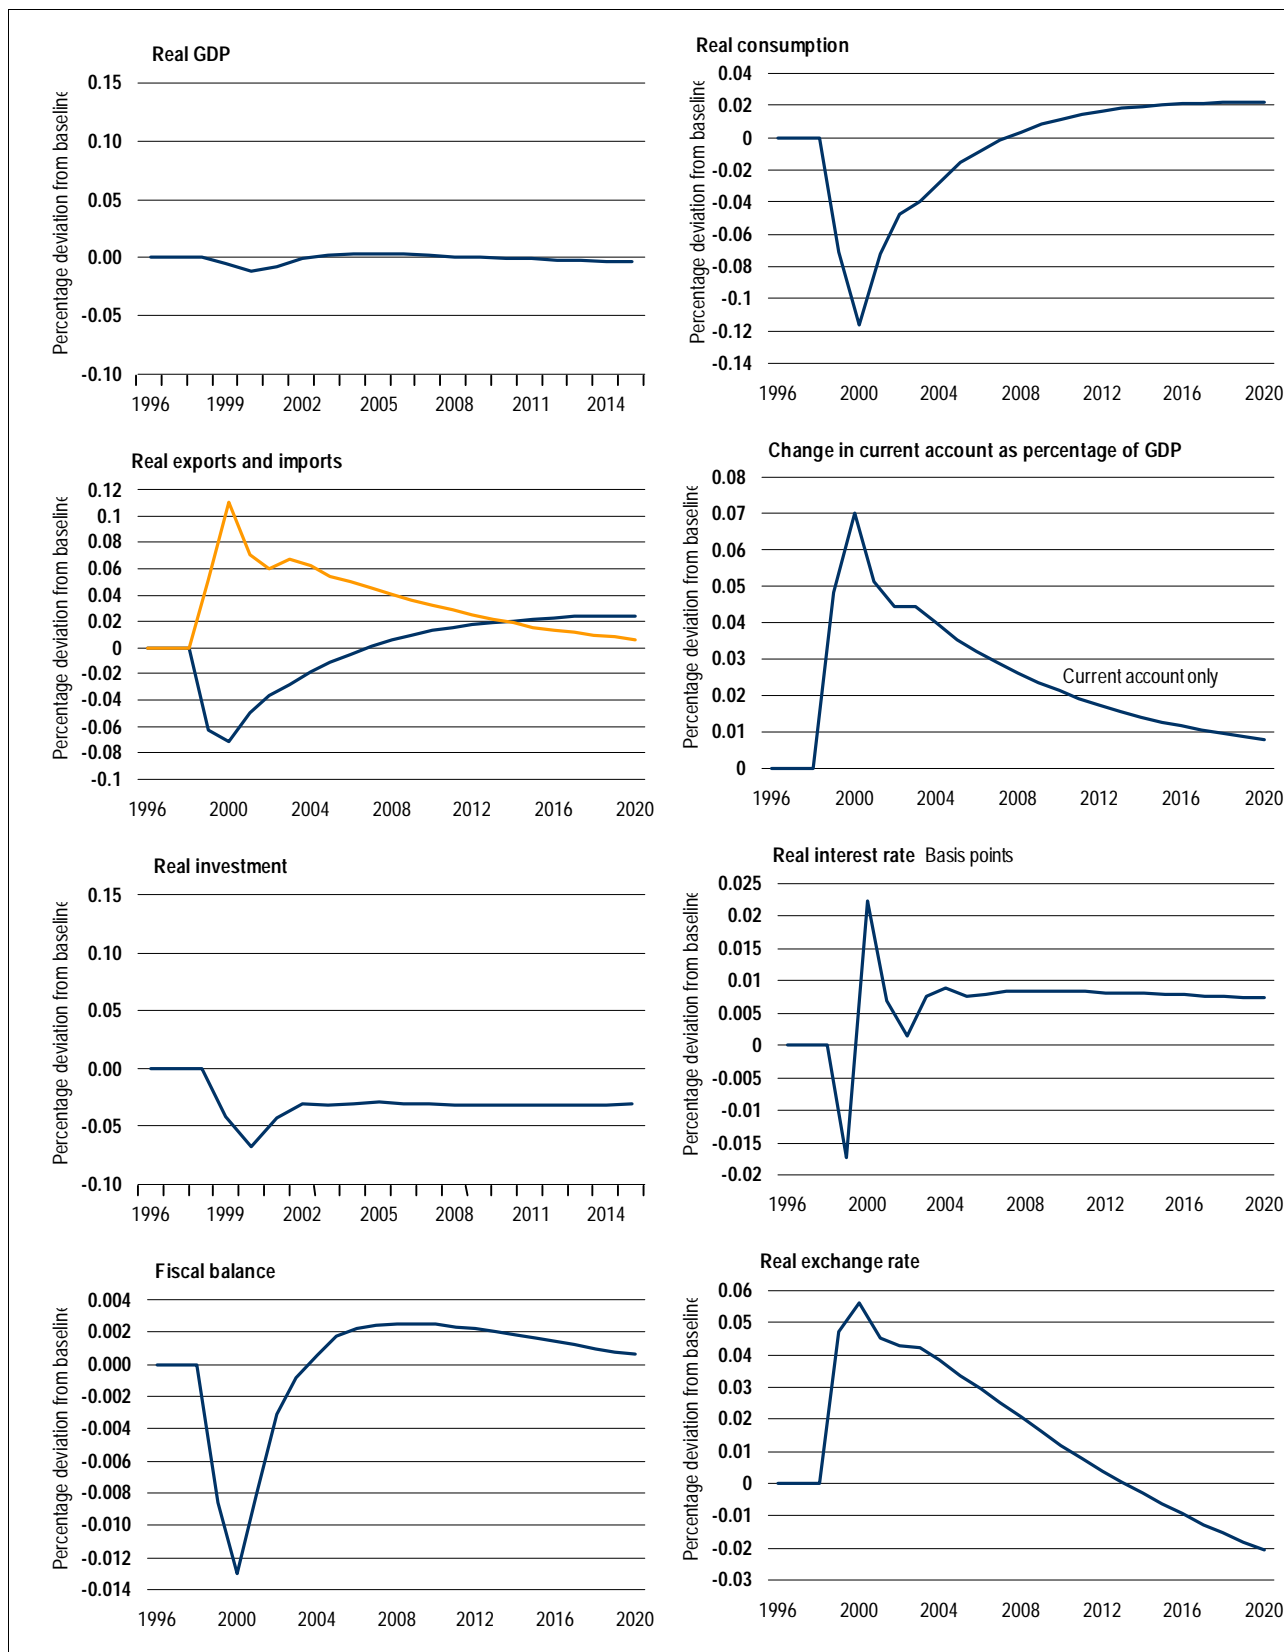 Real GDP
Percentage deviation from baseline
0.15
0.10
0.05
0.00
-0.05
-0.10
1996 1999 2002 2005 2008 2011 2014
Real consumption
Percentage deviation from baseline
0.04
0.02
0
-0.02
-0.04
-0.06
-0.08
-0.1
-0.12
-0.14
1996 2000 2004 2008 2012 2016 2020
Real exports and imports
Percentage deviation from baseline
0.12
0.1
0.08
0.06
0.04
0.02
0
-0.02
-0.04
-0.06
-0.08
-0.1
1996 2000 2004 2008 2012 2016 2020
Change in current account as percentage of GDP
Percentage deviation from baseline
0.08
0.07
0.06
0.05
0.04
0.03
0.02
0.01
0
Current account only
1996 2000 2004 2008 2012 2016 2020
Real investment
Percentage deviation from baseline
0.15
0.10
0.05
0.00
-0.05
-0.10
1996 1999 2002 2005 2008 2011 2014
Real interest rate Basis points
Percentage deviation from baseline
0.025
0.02
0.015
0.01
0.005
0
-0.005
-0.01
-0.015
-0.02
1996 2000 2004 2008 2012 2016 2020
Fiscal balance
Percentage deviation from baseline
0.004
0.002
0.000
-0.002
-0.004
-0.006
-0.008
-0.010
-0.012
-0.014
1996 2000 2004 2008 2012 2016 2020
Real exchange rate
Percentage deviation from baseline
0.06
0.05
0.04
0.03
0.02
0.01
0
-0.01
-0.02
-0.03
1996 2000 2004 2008 2012 2016 2020